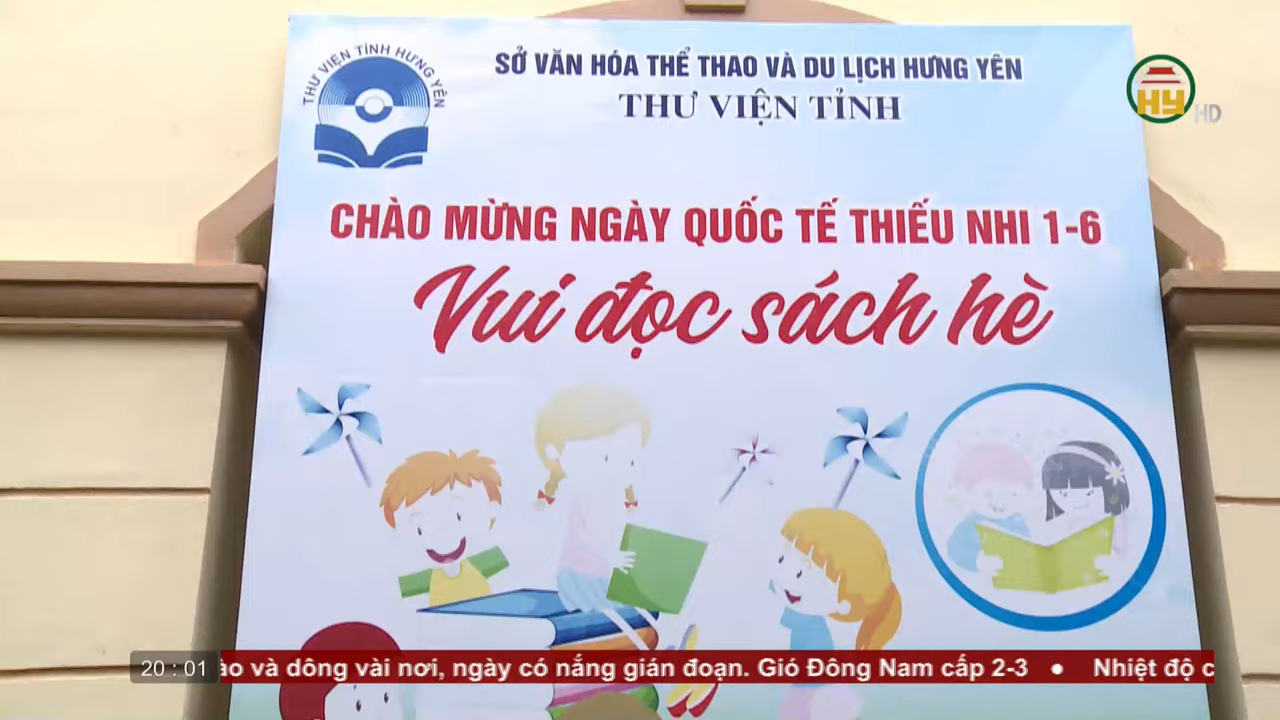 THƯ VIỆN TỈNH HƯNG YÊN
SỞ VĂN HÓA THỂ THAO VÀ DU LỊCH HƯNG YÊN
THƯ VIỆN TỈNH
HY HD
CHÀO MỪNG NGÀY QUỐC TẾ THIẾU NHI 1-6
Vui đọc sách hè
20 : 01
và dông vài nơi, ngày có nắng gián đoạn. Gió Đông Nam cấp 2-3 • Nhiệt độ